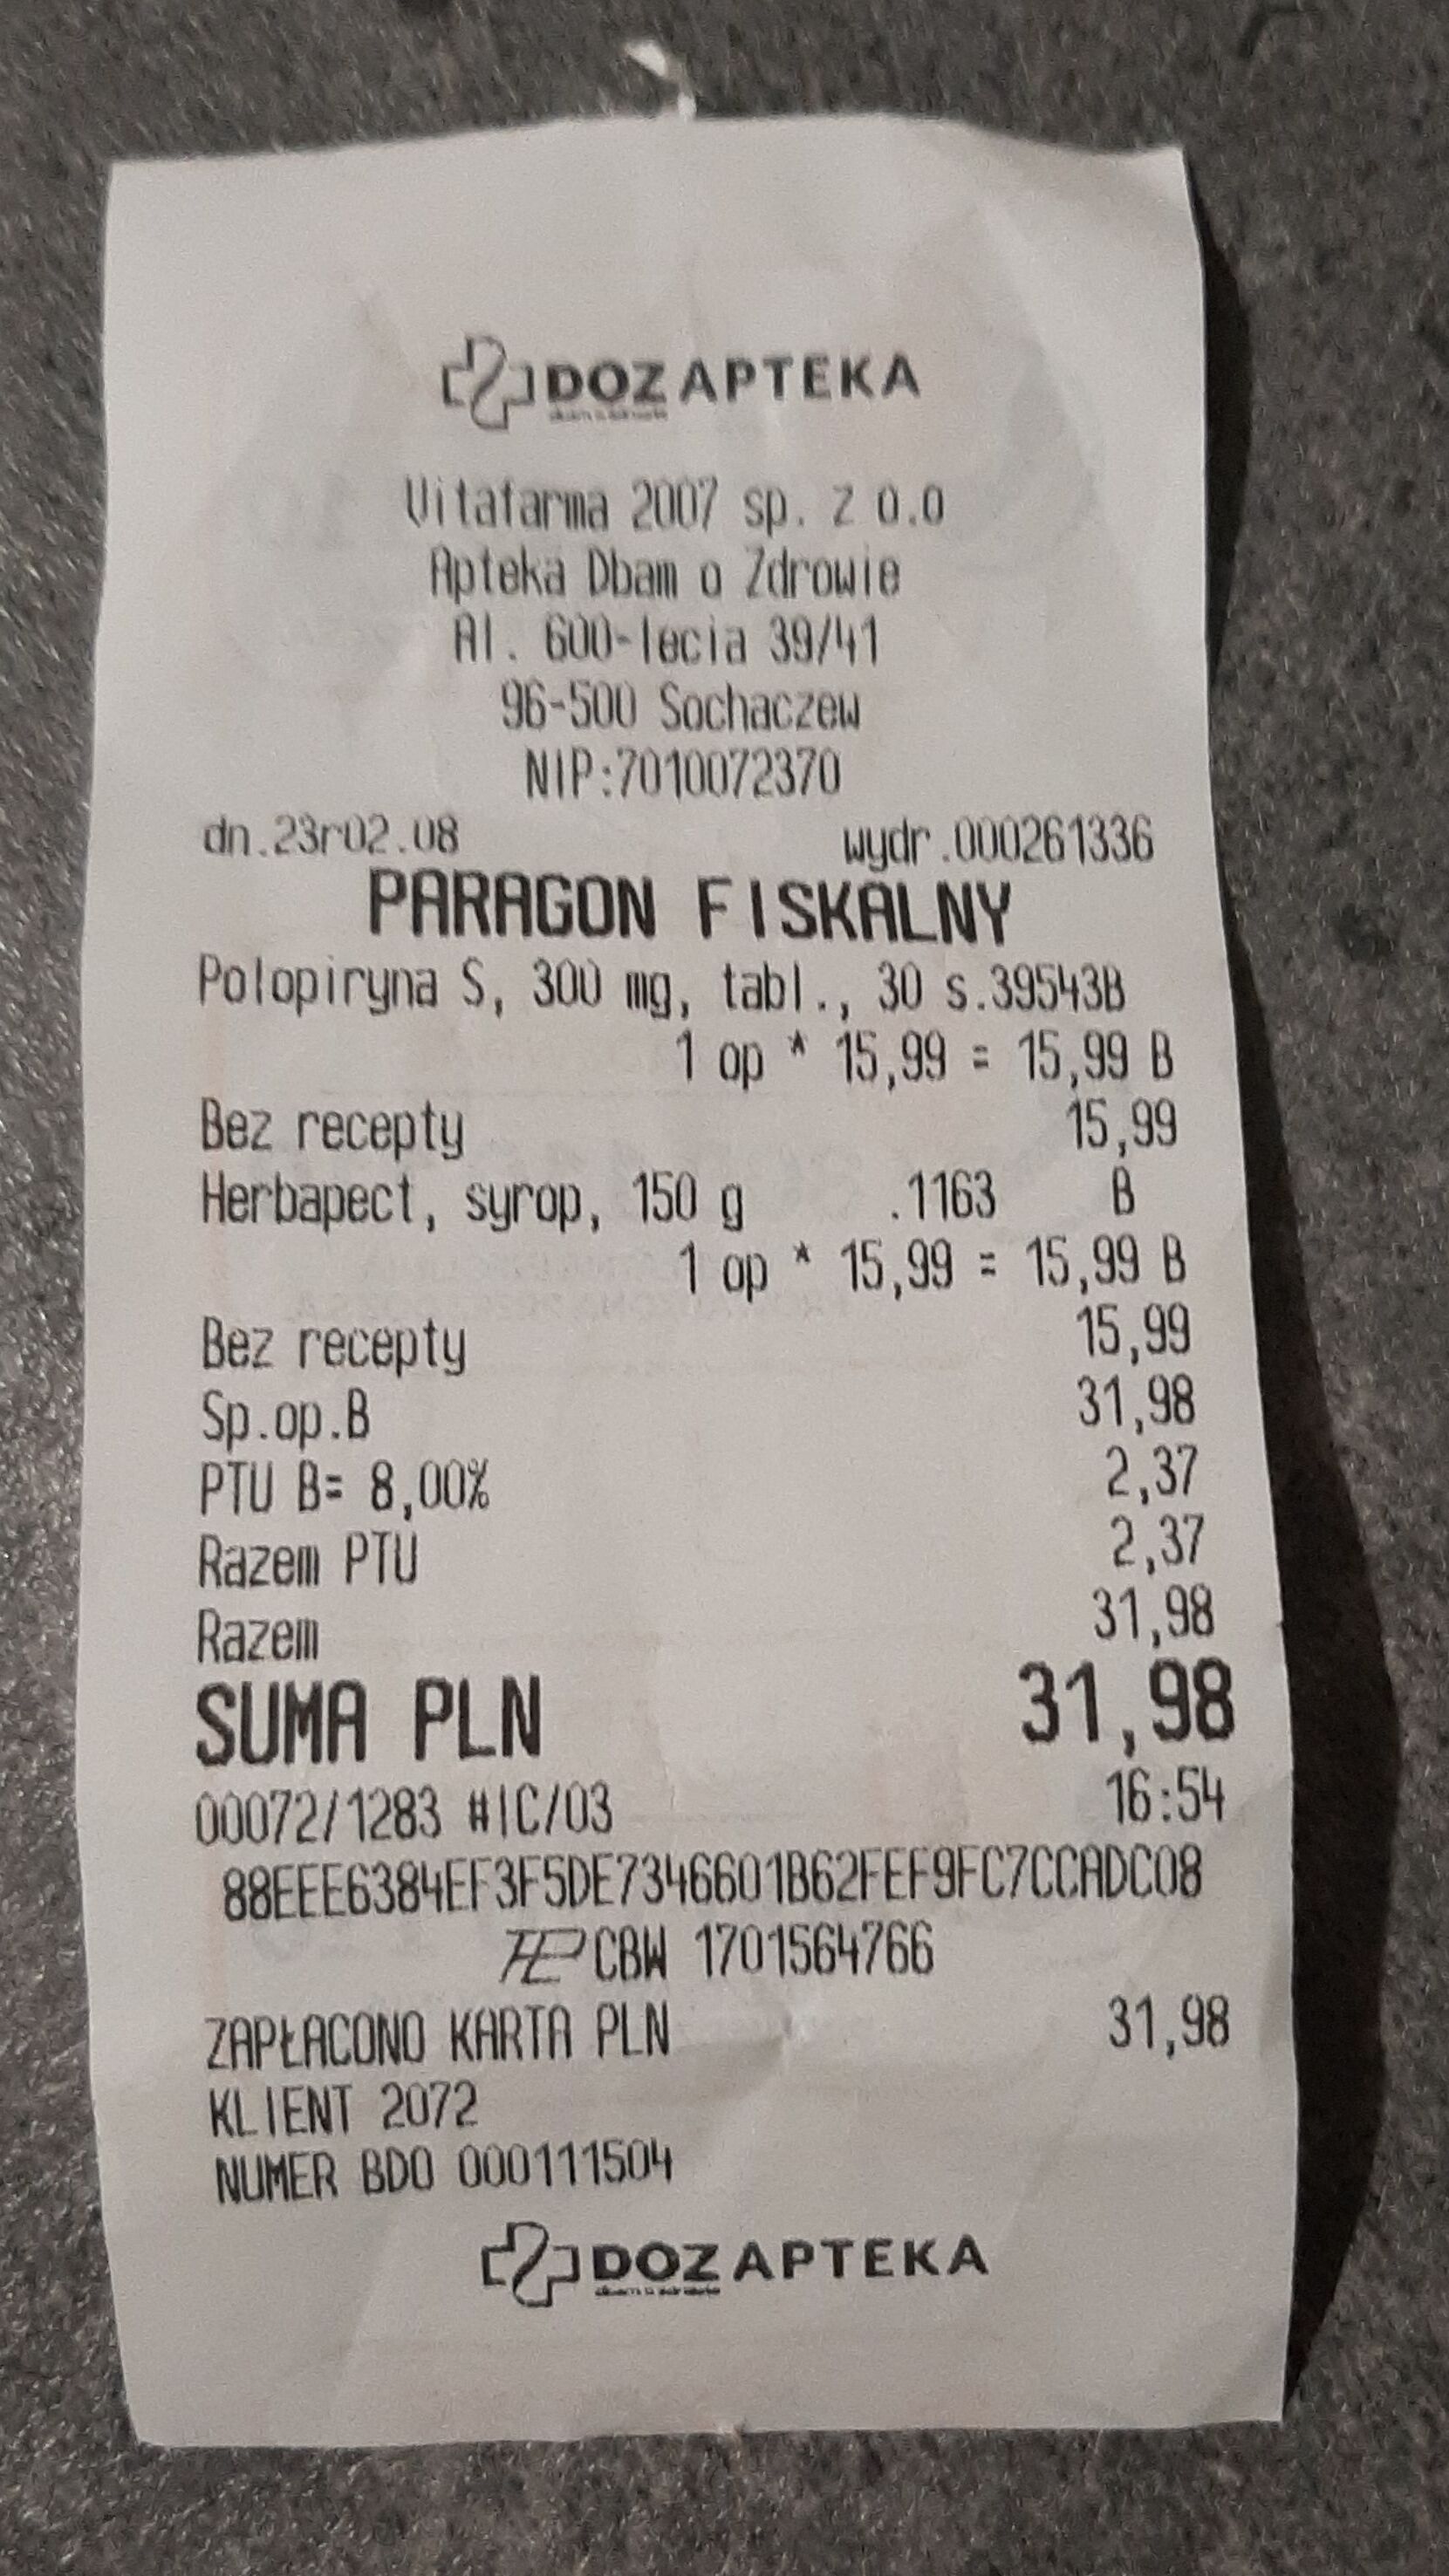 DOZ APTEKA
Vitafarma 2007 sp. z o.o
Apteka Dbam o Zdrowie
Al. 600-lecia 39/41
96-500 Sochaczew
NIP:7010072370
dn.23r02.08 wydr.000261336
PARAGON FISKALNY
Polopiryna S, 300 mg, tabl., 30 s.39543B
1 op * 15,99 = 15,99 B
Bez recepty 15,99
Herbapect, syrop, 150 g .1163 B
1 op * 15,99 = 15,99 B
Bez recepty 15,99
Sp.op.B 31,98
PTU B= 8,00% 2,37
Razem PTU 2,37
Razem 31,98
SUMA PLN 31,98
00072/1283 #IC/03 16:54
88EEE6384EF3F5DE7346601B62FEF9FC7CCADC08
CBW 1701564766
ZAPŁACONO KARTA PLN 31,98
KLIENT 2072
NUMER BDO 000111504
DOZ APTEKA